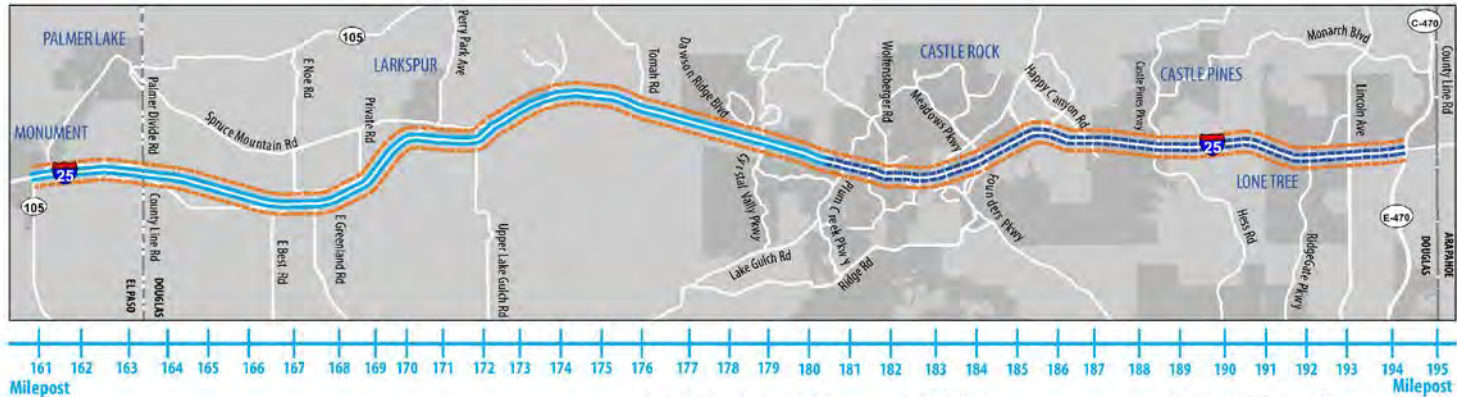 PALMER LAKE
MONUMENT
105
25
105
Palmer Divide Rd
County Line Rd
EL PASO
DOUGLAS
Spruce Mountain Rd
E Noe Rd
E Best Rd
Private Rd
E Greenland Rd
LARKSPUR
Perry Park Ave
Upper Lake Gulch Rd
Tomah Rd
Dawson Ridge Blvd
Crystal Vally Pkwy
Lake Gulch Rd
Plum Creek Pkwy
Ridge Rd
Wolfensberger Rd
CASTLE ROCK
Meadows Pkwy
Founders Pkwy
Happy Canyon Rd
Castle Pines Pkwy
CASTLE PINES
Hess Rd
25
LONE TREE
Monarch Blvd
RidgeGate Pkwy
Lincoln Ave
C-470
County Line Rd
E-470
DOUGLAS
ARAPAHOE
161 162 163 164 165 166 167 168 169 170 171 172 173 174 175 176 177 178 179 180 181 182 183 184 185 186 187 188 189 190 191 192 193 194 195
Milepost Milepost